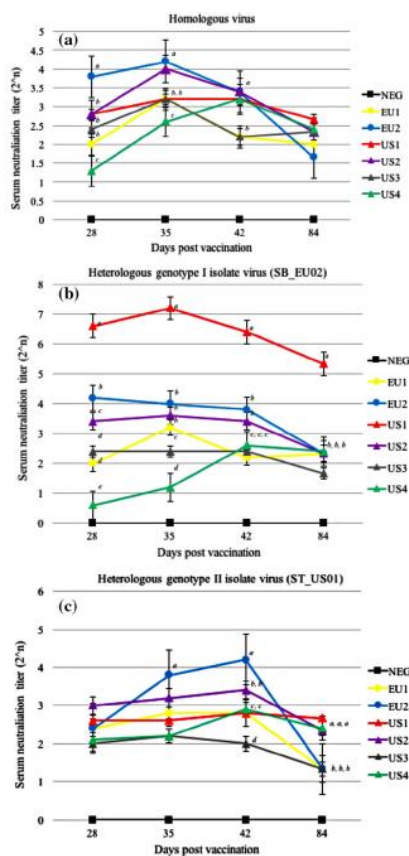 Homologous virus
(a)
Serum neutraliation titer (2^n)
5
4.5
4
3.5
3
2.5
2
1.5
1
0.5
0
a
b
b
c
a
b, b
c
a
b
28
35
42
84
Days post vaccination
NEG
EU1
EU2
US1
US2
US3
US4
Heterologous genotype I isolate virus (SB_EU02)
(b)
Serum neutraliation titer (2^n)
8
7
6
5
4
3
2
1
0
a
b
c
d
d
e
a
b
b
b
c
d
a
b
c, c, c
a
b, b, b
28
35
42
84
Days post vaccination
NEG
EU1
EU2
US1
US2
US3
US4
Heterologous genotype II isolate virus (ST_US01)
(c)
Serum neutraliation titer (2^n)
6
5
4
3
2
1
0
a
a
b, b
c, c
d
a, a, a
b, b, b
28
35
42
84
Days post vaccination
NEG
EU1
EU2
US1
US2
US3
US4